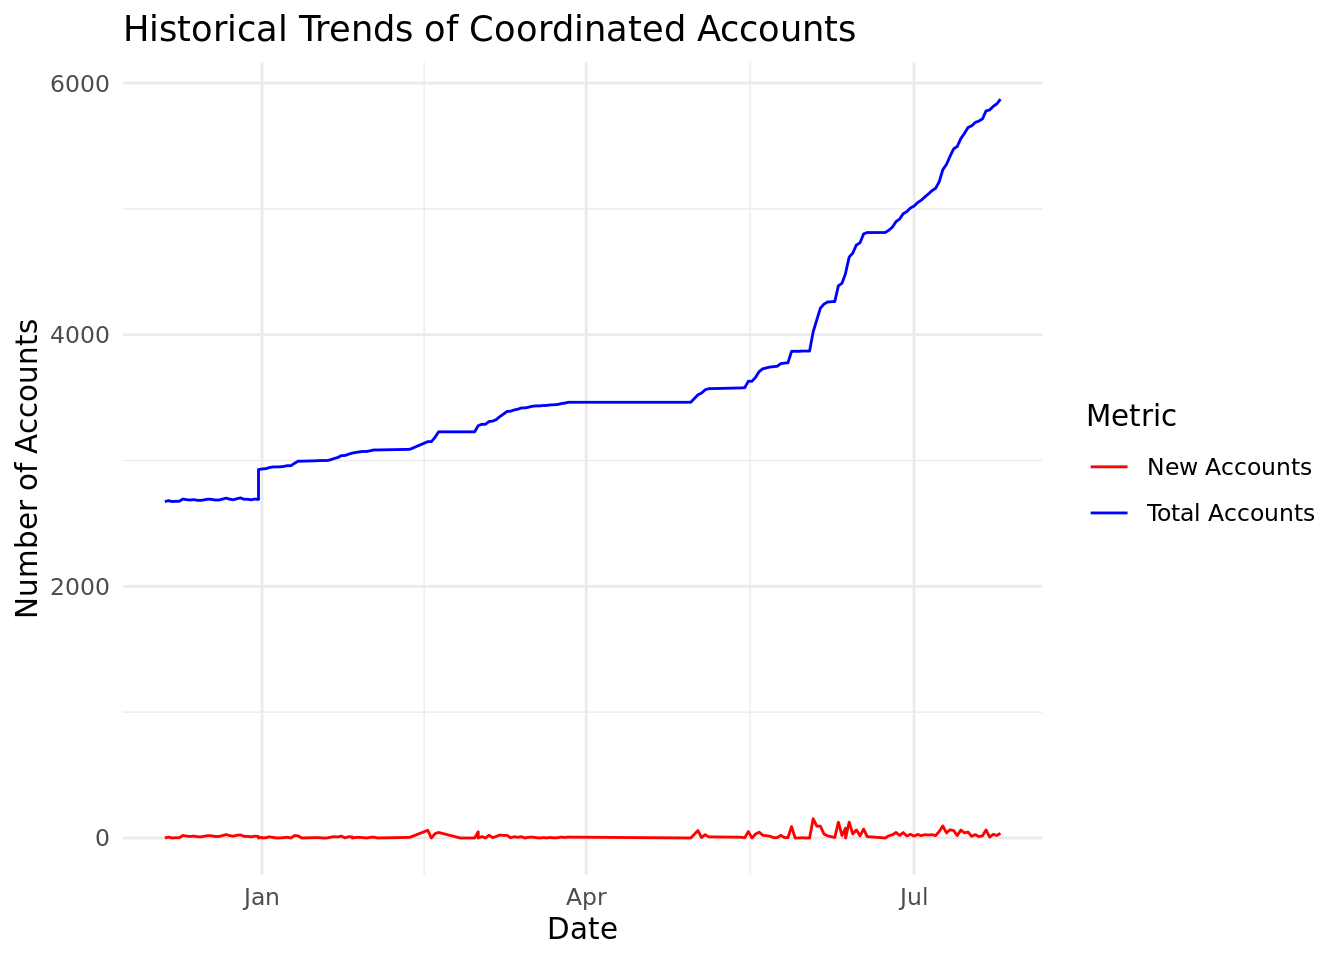 Historical Trends of Coordinated Accounts
6000
4000
2000
0
Number of Accounts
Jan
Apr
Jul
Date
Metric
New Accounts
Total Accounts